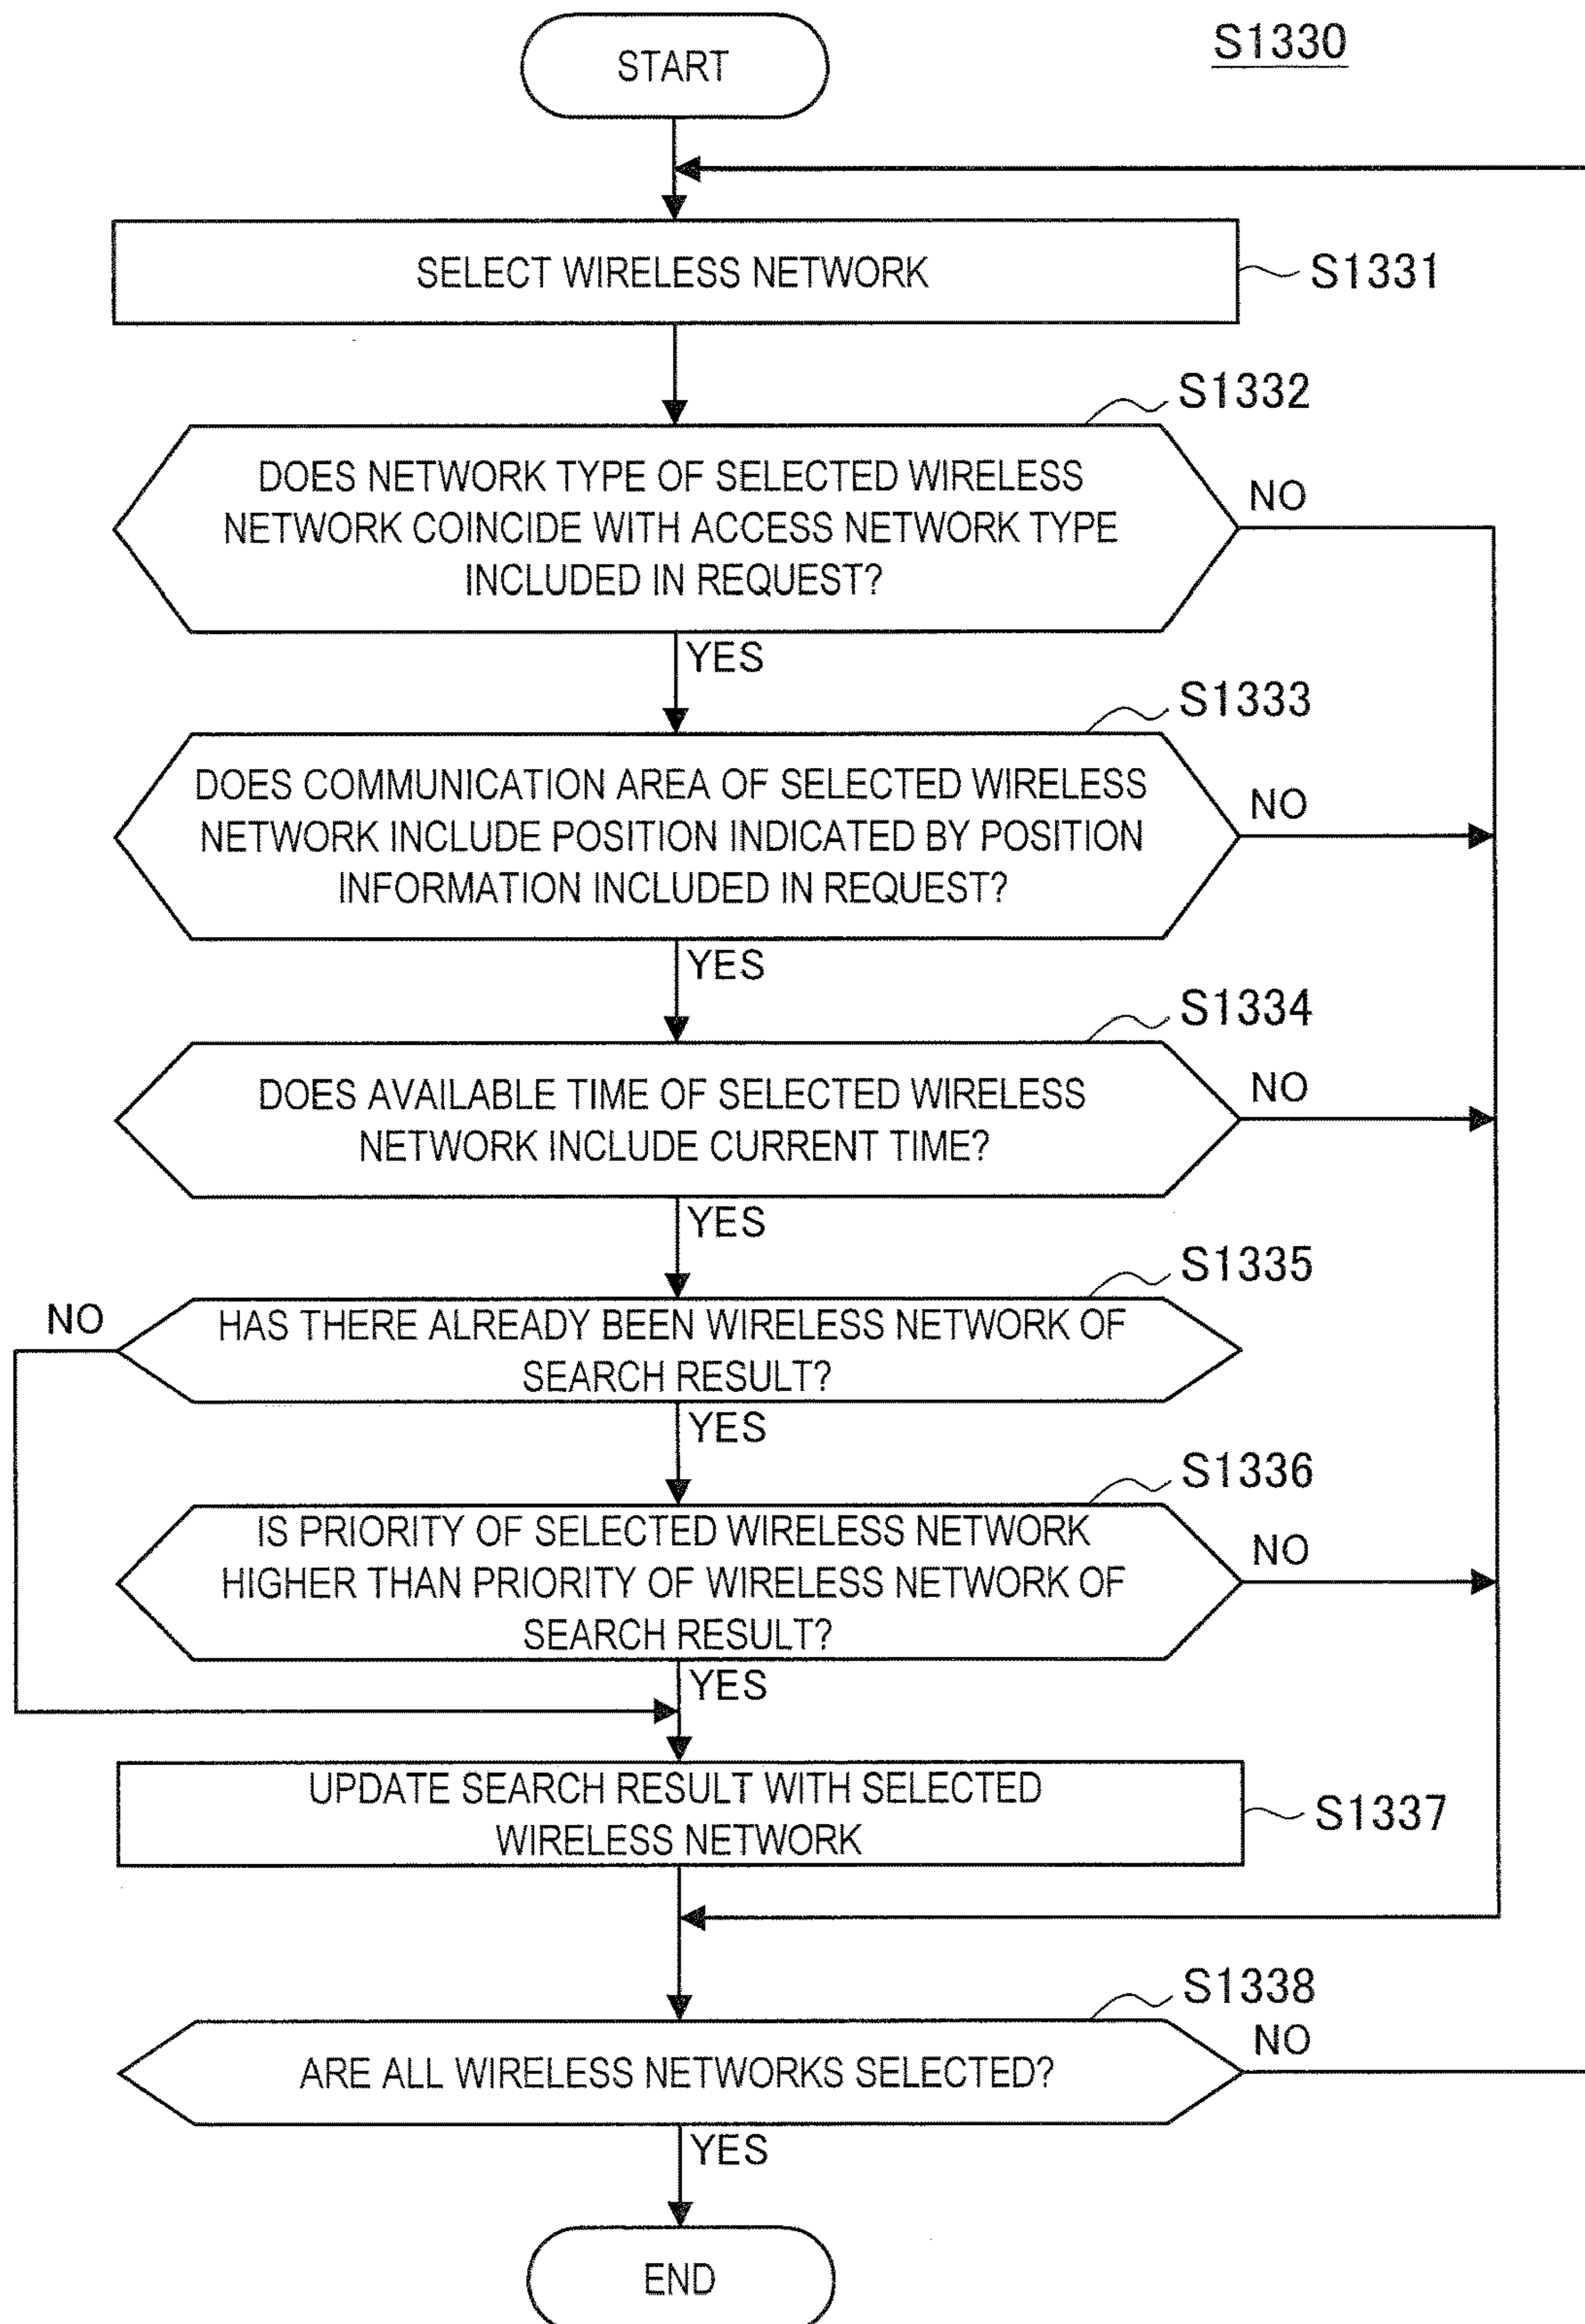 S1330
START
SELECT WIRELESS NETWORK
S1331
S1332
DOES NETWORK TYPE OF SELECTED WIRELESS
NETWORK COINCIDE WITH ACCESS NETWORK TYPE
INCLUDED IN REQUEST?
NO
YES
S1333
DOES COMMUNICATION AREA OF SELECTED WIRELESS
NETWORK INCLUDE POSITION INDICATED BY POSITION
INFORMATION INCLUDED IN REQUEST?
NO
YES
S1334
DOES AVAILABLE TIME OF SELECTED WIRELESS
NETWORK INCLUDE CURRENT TIME?
NO
YES
S1335
NO
HAS THERE ALREADY BEEN WIRELESS NETWORK OF
SEARCH RESULT?
YES
S1336
IS PRIORITY OF SELECTED WIRELESS NETWORK
HIGHER THAN PRIORITY OF WIRELESS NETWORK OF
SEARCH RESULT?
NO
YES
UPDATE SEARCH RESULT WITH SELECTED
WIRELESS NETWORK
S1337
S1338
ARE ALL WIRELESS NETWORKS SELECTED?
NO
YES
END